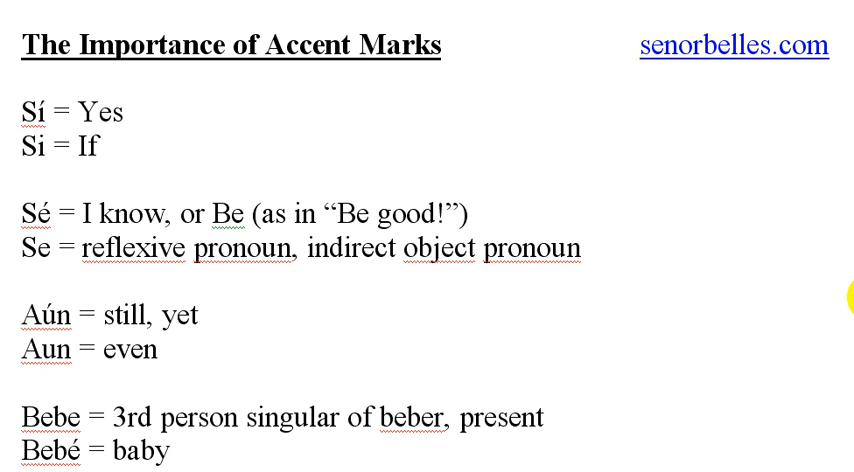 The Importance of Accent Marks senorbelles.com
Sí = Yes
Si = If
Sé = I know, or Be (as in “Be good!”)
Se = reflexive pronoun, indirect object pronoun
Aún = still, yet
Aun = even
Bebe = 3rd person singular of beber, present
Bebé = baby